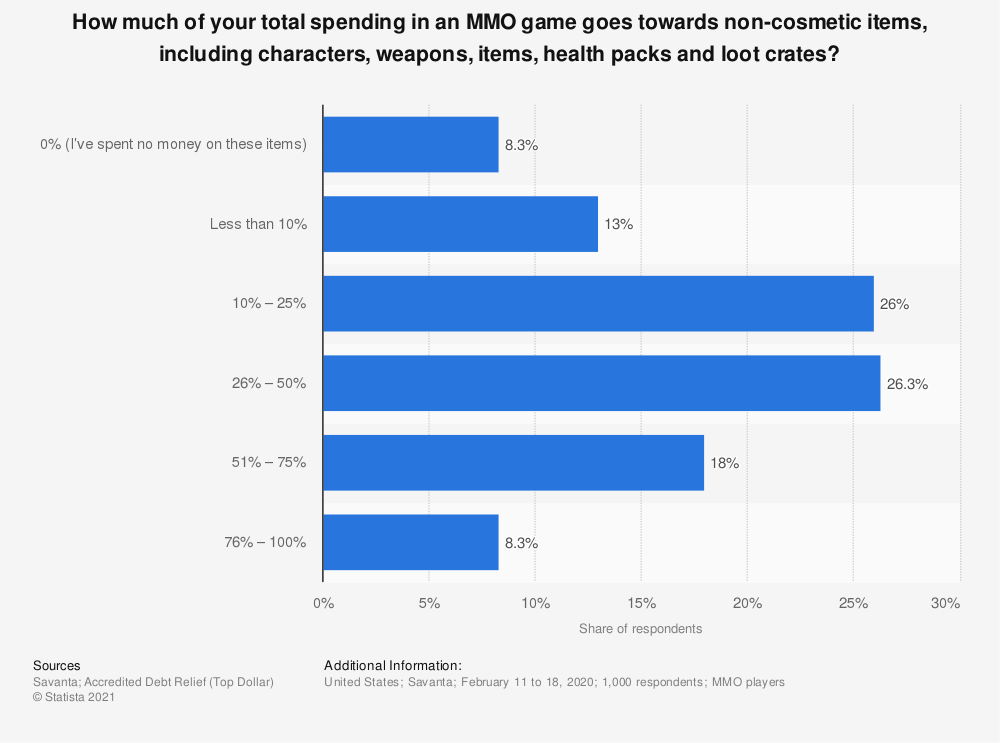 How much of your total spending in an MMO game goes towards non-cosmetic items,
including characters, weapons, items, health packs and loot crates?
0% (I've spent no money on these items)
8.3%
Less than 10%
13%
10% – 25%
26%
26% – 50%
26.3%
51% – 75%
18%
76% – 100%
8.3%
0%
5%
10%
15%
20%
25%
30%
Share of respondents
Sources
Savanta; Accredited Debt Relief (Top Dollar)
© Statista 2021
Additional Information:
United States; Savanta; February 11 to 18, 2020; 1,000 respondents; MMO players